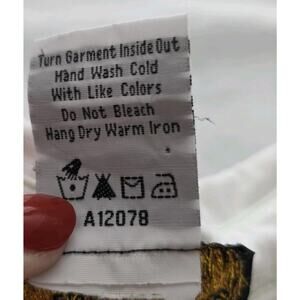 Turn Garment Inside Out
Hand Wash Cold
With Like Colors
Do Not Bleach
Hang Dry Warm Iron
A12078